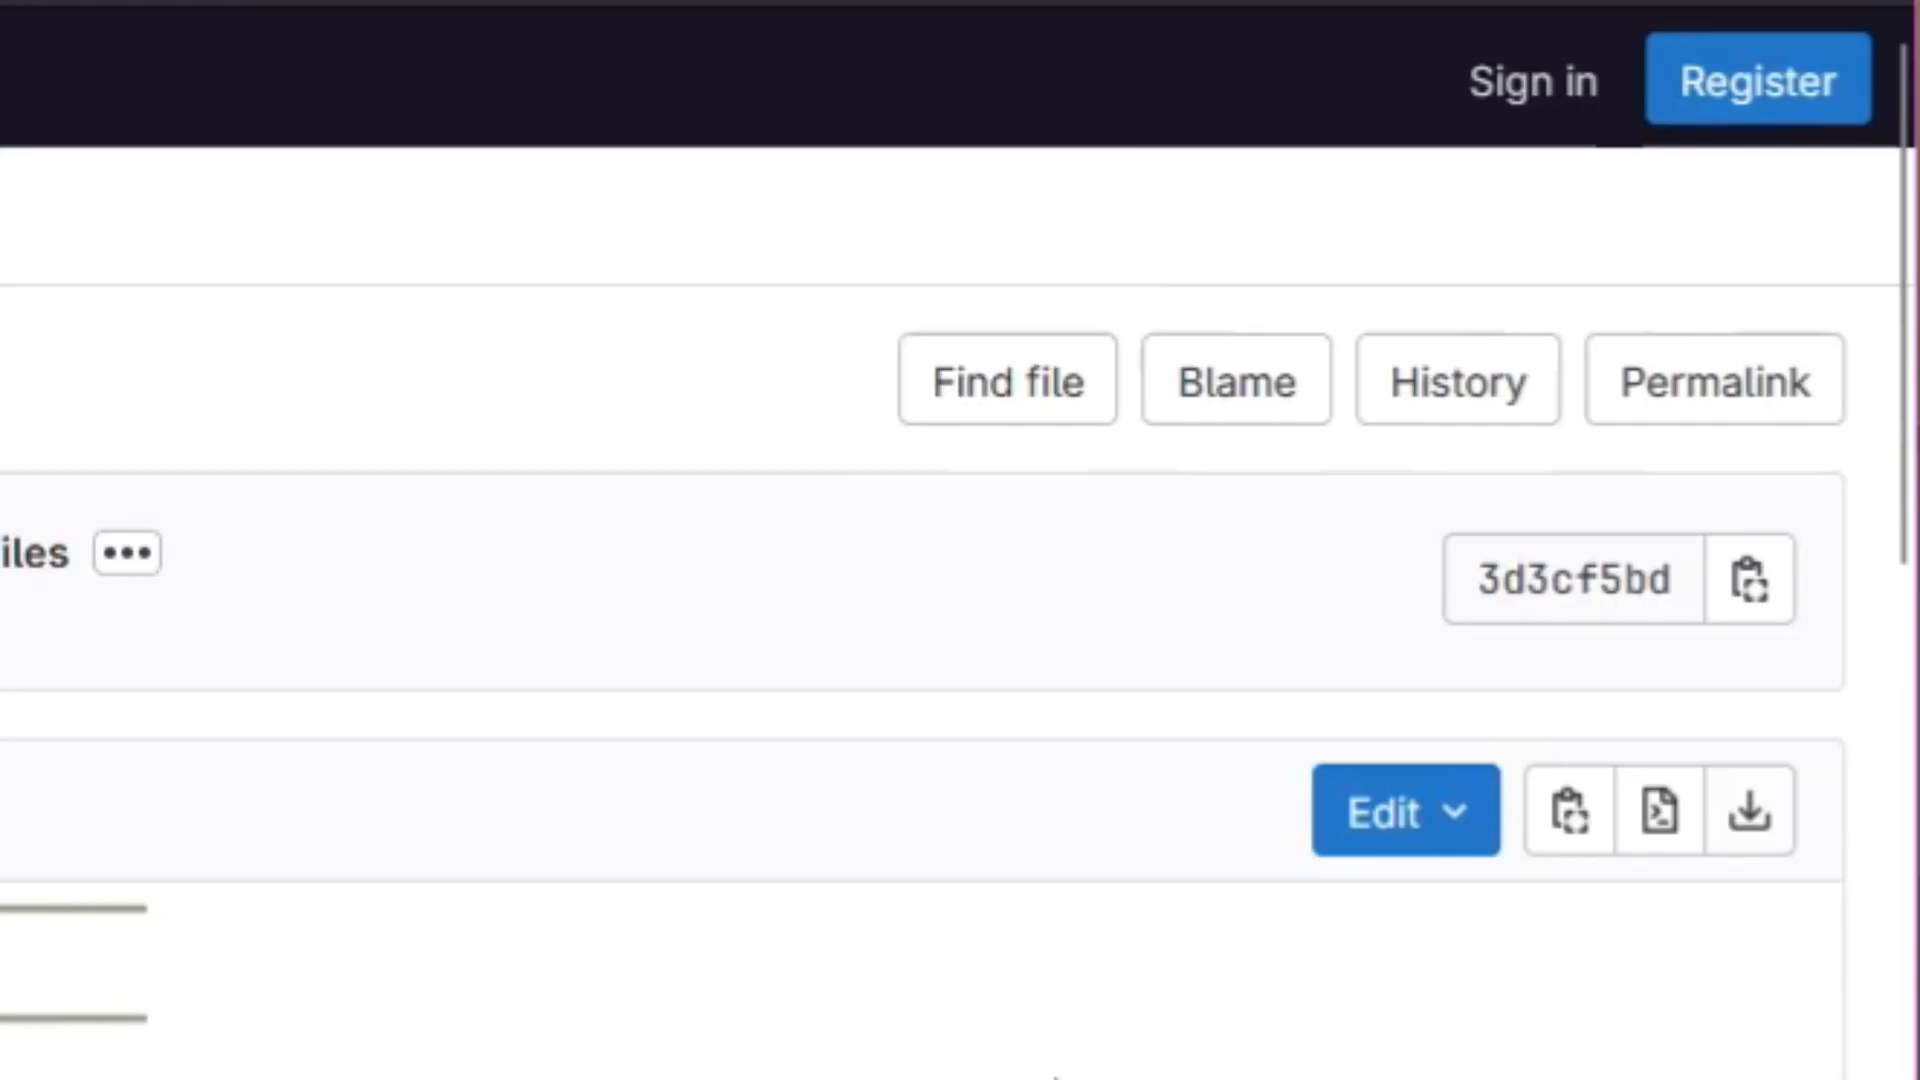 Sign in
Register
Find file
Blame
History
Permalink
iles
3d3cf5bd
Edit